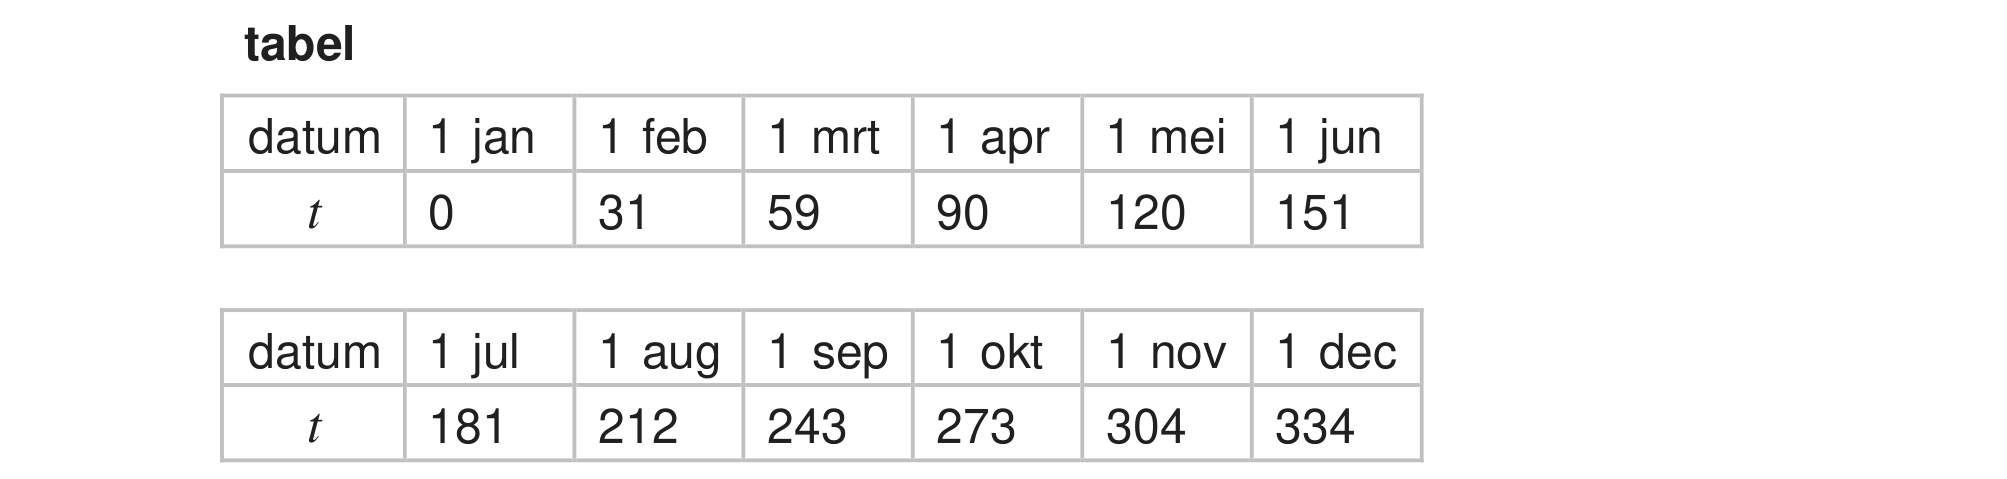 tabel
datum 1 jan 1 feb 1 mrt 1 apr 1 mei 1 jun
t 0 31 59 90 120 151
datum 1 jul 1 aug 1 sep 1 okt 1 nov 1 dec
t 181 212 243 273 304 334